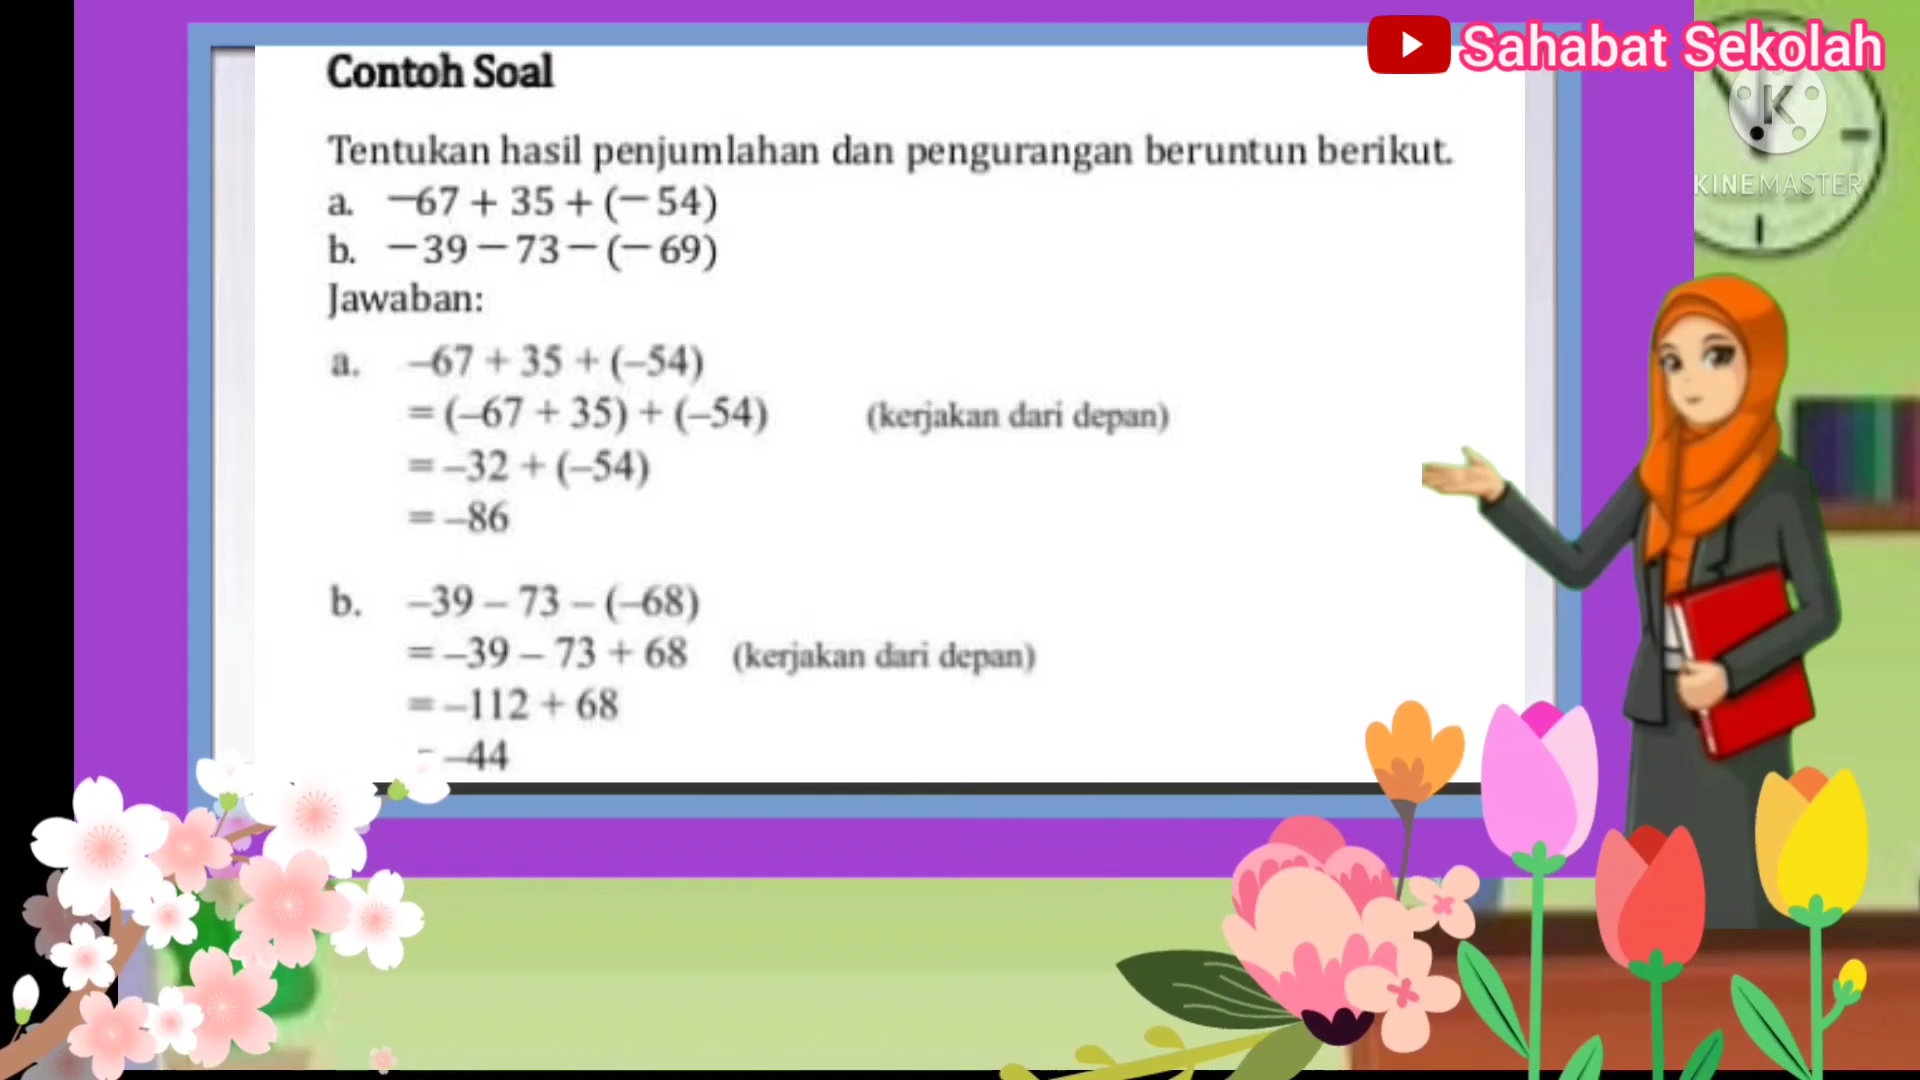 Sahabat Sekolah
K
KINEMASTER
Contoh Soal
Tentukan hasil penjumlahan dan pengurangan beruntun berikut.
a. −67 + 35 + (− 54)
b. − 39 − 73 − (− 69)
Jawaban:
a. –67 + 35 + (–54)
= (–67 + 35) + (–54) (kerjakan dari depan)
= –32 + (–54)
= –86
b. –39 – 73 – (–68)
= –39 – 73 + 68 (kerjakan dari depan)
= –112 + 68
= –44